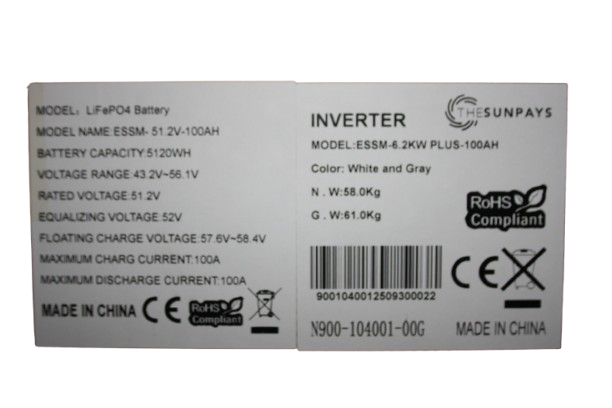 MODEL: LiFePO4 Battery
MODEL NAME ESSM- 51.2V-100AH
BATTERY CAPACITY:5120WH
VOLTAGE RANGE:43.2V~56.1V
RATED VOLTAGE:51.2V
EQUALIZING VOLTAGE:52V
FLOATING CHARGE VOLTAGE:57.6V~58.4V
MAXIMUM CHARG CURRENT:100A
MAXIMUM DISCHARGE CURRENT:100A
MADE IN CHINA CE RoHS
Compliant
THESUNPAYS
INVERTER
MODEL:ESSM-6.2KW PLUS-100AH
Color: White and Gray
N . W:58.0Kg
G . W:61.0Kg
RoHS
Compliant
CE
9001040012509300022
N900-104001-00G
MADE IN CHINA